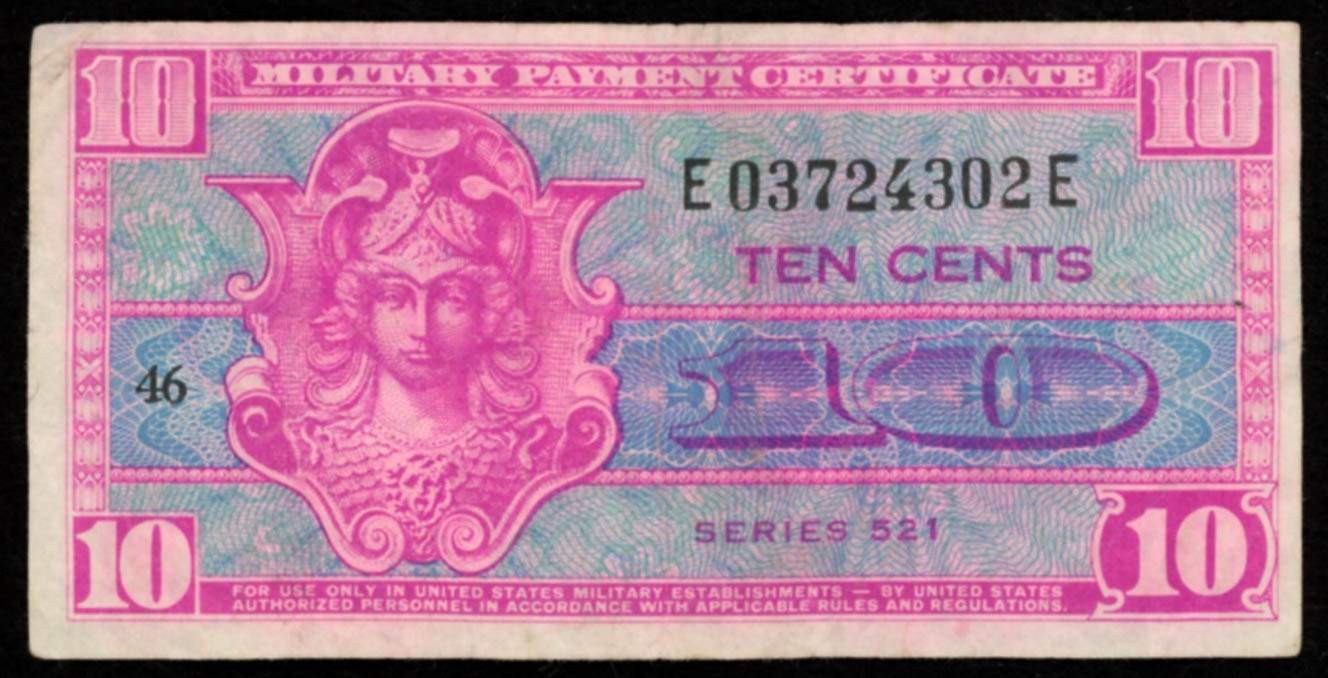 10 MILITARY PAYMENT CERTIFICATE 10
E03724302E
TEN CENTS
46
10
SERIES 521
10 10
FOR USE ONLY IN UNITED STATES MILITARY ESTABLISHMENTS — BY UNITED STATES
AUTHORIZED PERSONNEL IN ACCORDANCE WITH APPLICABLE RULES AND REGULATIONS.